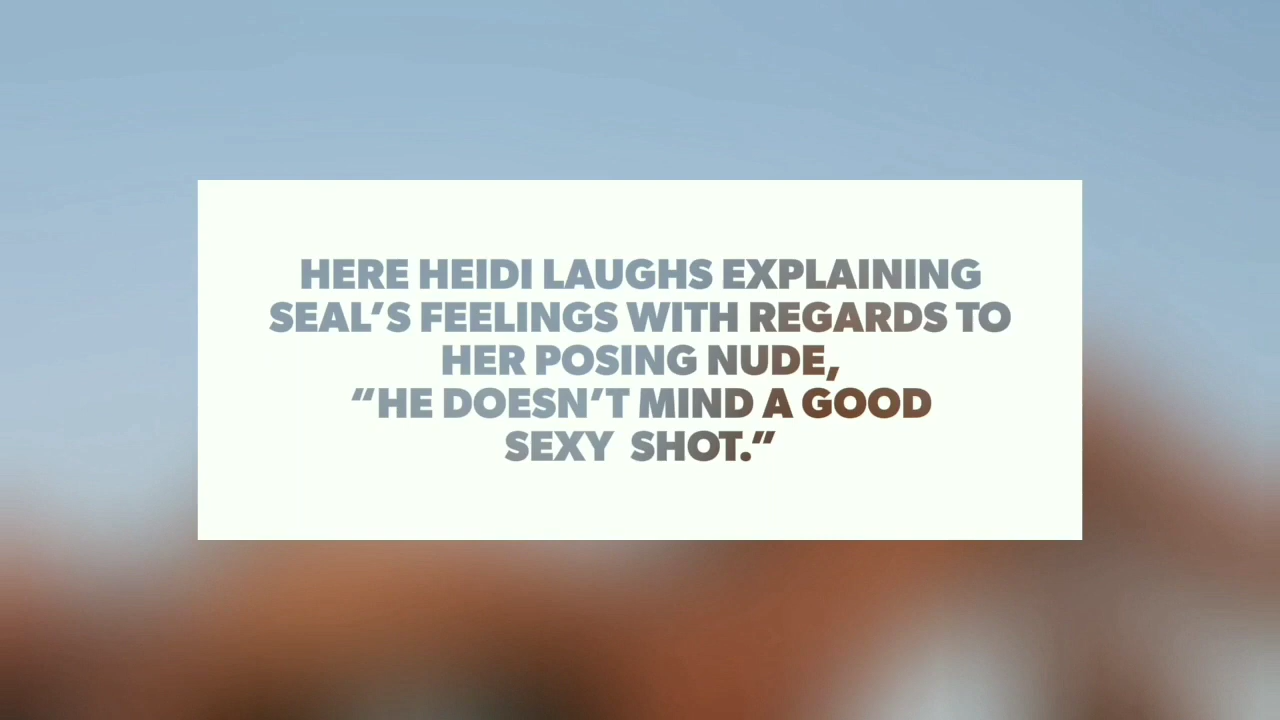 HERE HEIDI LAUGHS EXPLAINING
SEAL’S FEELINGS WITH REGARDS TO
HER POSING NUDE,
“HE DOESN’T MIND A GOOD
SEXY SHOT.”